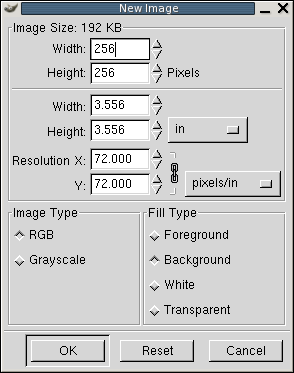 New Image
Image Size: 192 KB
Width: 256
Height: 256 Pixels
Width: 3.556
Height: 3.556 in
Resolution X: 72.000
Y: 72.000 pixels/in
Image Type Fill Type
RGB Foreground
Grayscale Background
White
Transparent
OK Reset Cancel